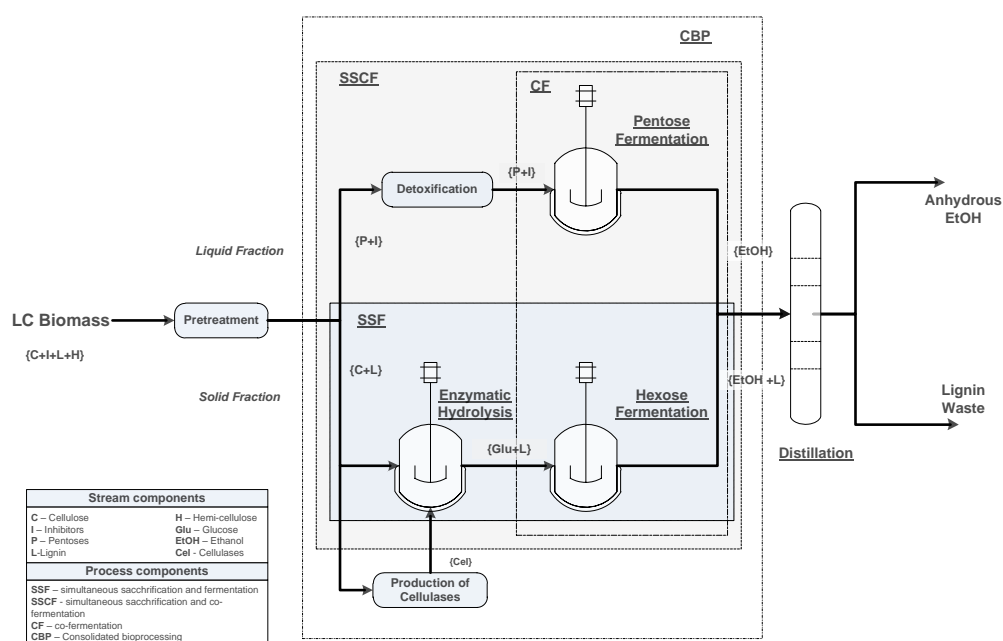 CBP
SSCF
CF
Pentose
Fermentation
Detoxification
{P+I}
{P+I}
Liquid Fraction
{EtOH}
Anhydrous
EtOH
LC Biomass
Pretreatment
{C+I+L+H}
SSF
{C+L}
Solid Fraction
Enzymatic
Hydrolysis
Hexose
Fermentation
{EtOH +L}
{Glu+L}
Lignin
Waste
Distillation
{Cel}
Production of
Cellulases
Stream components
C – Cellulose
H – Hemi-cellulose
I – Inhibitors
Glu – Glucose
P – Pentoses
EtOH – Ethanol
L-Lignin
Cel - Cellulases
Process components
SSF – simultaneous sacchrification and fermentation
SSCF - simultaneous sacchrification and co-
fermentation
CF – co-fermentation
CBP – Consolidated bioprocessing